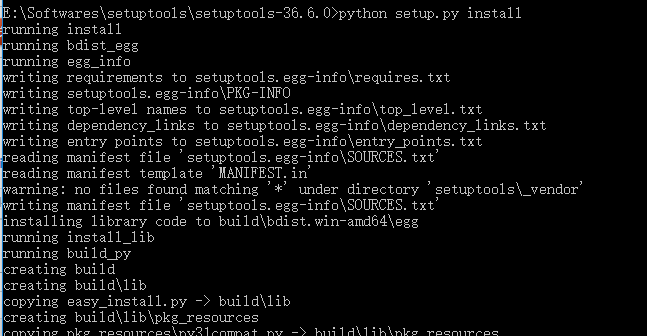 E:\Softwares\setuptools\setuptools-36.6.0>python setup.py install
running install
running bdist_egg
running egg_info
writing requirements to setuptools.egg-info\requires.txt
writing setuptools.egg-info\PKG-INFO
writing top-level names to setuptools.egg-info\top_level.txt
writing dependency_links to setuptools.egg-info\dependency_links.txt
writing entry points to setuptools.egg-info\entry_points.txt
reading manifest file 'setuptools.egg-info\SOURCES.txt'
reading manifest template 'MANIFEST.in'
warning: no files found matching '*' under directory 'setuptools\_vendor'
writing manifest file 'setuptools.egg-info\SOURCES.txt'
installing library code to build\bdist.win-amd64\egg
running install_lib
running build_py
creating build
creating build\lib
copying easy_install.py -> build\lib
creating build\lib\pkg_resources
copying pkg_resources\py31compat.py -> build\lib\pkg_resources